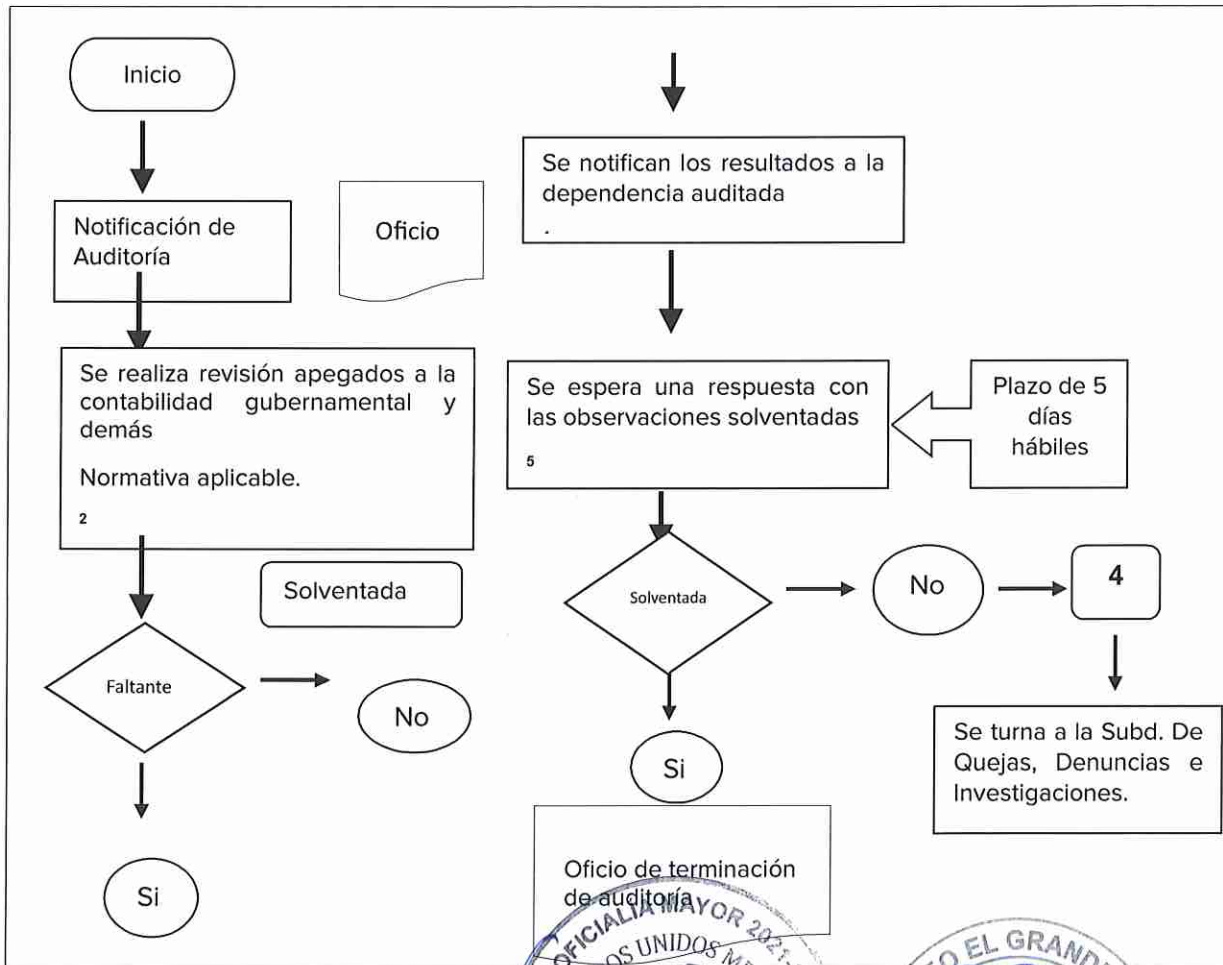 Inicio
Notificación de
Auditoría
Oficio
Se realiza revisión apegados a la
contabilidad gubernamental y
demás
Normativa aplicable.
2
Solventada
Faltante
No
Si
Se notifican los resultados a la
dependencia auditada
.
Se espera una respuesta con
las observaciones solventadas
5
Plazo de 5
días
hábiles
Solventada
No
4
Se turna a la Subd. De
Quejas, Denuncias e
Investigaciones.
Si
Oficio de terminación
de auditoría
OFICIALIA MAYOR 2021-
UNIDOS
EL GRAND